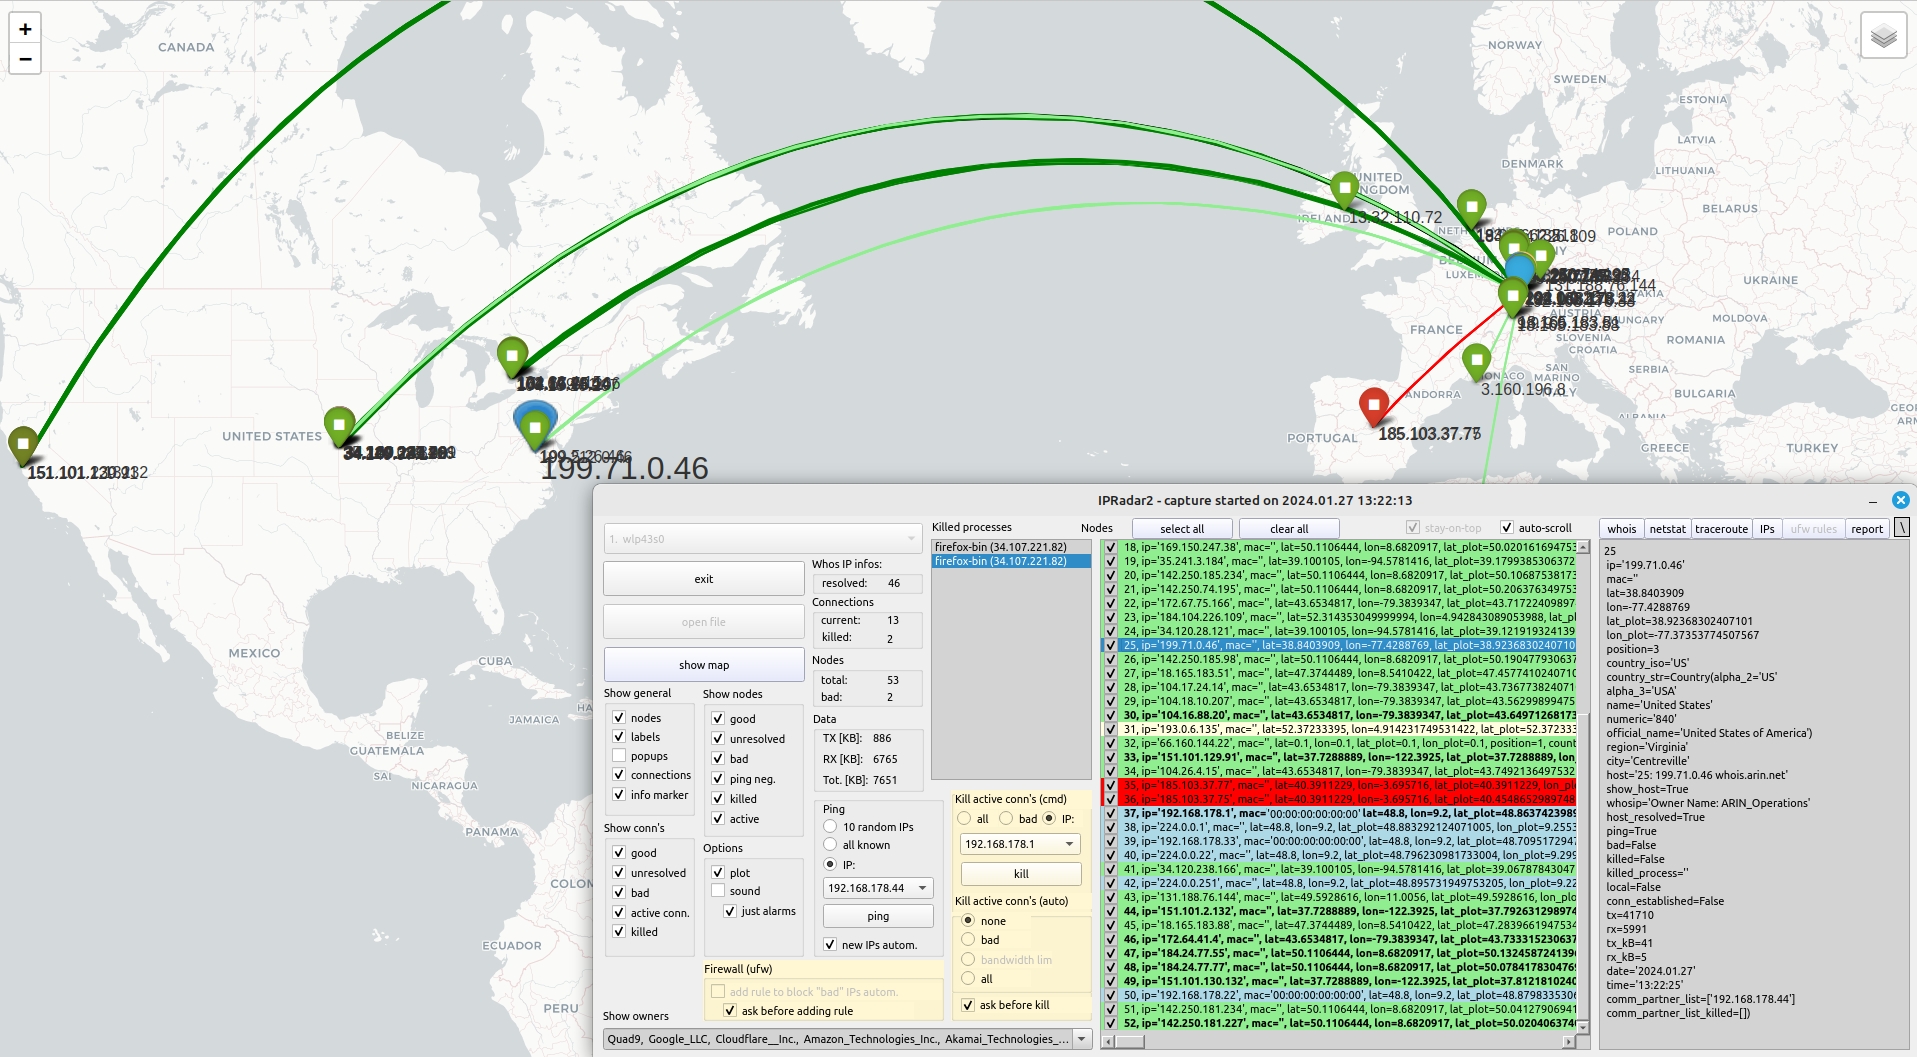 +
−
CANADA
UNITED STATES
MEXICO
CUBA
HA
JAMAICA
BELIZE
GUATEMALA
NICARAGUA
PANAMA
ECUADOR
PERU
COLOM
NORWAY
SWEDEN
ESTONIA
LATVIA
DENMARK
LITHUANIA
UNITED
KINGDOM
IRELAND
BELARUS
POLAND
UKRAINE
FRANCE
AUSTRIA
HUNGARY
MOLDOVA
SLOVENIA
CROATIA
ROMANIA
MONACO
SAN
MARINO
ITALY
SERBIA
BULGARIA
ANDORRA
ALBANIA
GEOR
PORTUGAL
GREECE
TURKEY
13.32.110.72
131.188.76.144
3.160.196.8
199.71.0.46
IPRadar2 - capture started on 2024.01.27 13:22:13
1. wlp43s0
exit
open file
show map
Whos IP infos:
resolved: 46
Connections
current: 13
killed: 2
Nodes
total: 53
bad: 2
Data
TX [KB]: 886
RX [KB]: 6765
Tot. [KB]: 7651
Show general
nodes
labels
popups
connections
info marker
Show nodes
good
unresolved
bad
ping neg.
killed
active
Show conn's
good
unresolved
bad
active conn.
killed
Options
plot
sound
just alarms
Ping
10 random IPs
all known
IP:
192.168.178.44
ping
new IPs autom.
Firewall (ufw)
add rule to block "bad" IPs autom.
ask before adding rule
Show owners
Quad9, Google_LLC, Cloudflare__Inc., Amazon_Technologies_Inc., Akamai_Technologies_...
Killed processes
firefox-bin (34.107.221.82)
firefox-bin (34.107.221.82)
Kill active conn's (cmd)
all bad IP:
192.168.178.1
kill
Kill active conn's (auto)
none
bad
bandwidth lim
all
ask before kill
Nodes select all clear all stay-on-top auto-scroll
18, ip='169.150.247.38', mac='', lat=50.1106444, lon=8.6820917, lat_plot=50.020161694753
19, ip='35.241.3.184', mac='', lat=39.100105, lon=-94.5781416, lat_plot=39.1799385306372
20, ip='142.250.185.234', mac='', lat=50.1106444, lon=8.6820917, lat_plot=50.10687538173
21, ip='142.250.74.195', mac='', lat=50.1106444, lon=8.6820917, lat_plot=50.206376349753
22, ip='172.67.75.166', mac='', lat=43.6534817, lon=-79.3839347, lat_plot=43.71722409897
23, ip='184.104.226.109', mac='', lat=52.314353049999994, lon=4.942843089053988, lat_pl
24, ip='34.120.28.121', mac='', lat=39.100105, lon=-94.5781416, lat_plot=39.121919324139
25, ip='199.71.0.46', mac='', lat=38.8403909, lon=-77.4288769, lat_plot=38.9236830240710
26, ip='142.250.185.98', mac='', lat=50.1106444, lon=8.6820917, lat_plot=50.190477930637
27, ip='18.165.183.51', mac='', lat=47.3744489, lon=8.5410422, lat_plot=47.4577410240710
28, ip='104.17.24.14', mac='', lat=43.6534817, lon=-79.3839347, lat_plot=43.736773824071
29, ip='104.18.10.207', mac='', lat=43.6534817, lon=-79.3839347, lat_plot=43.56299899447
30, ip='104.16.88.20', mac='', lat=43.6534817, lon=-79.3839347, lat_plot=43.64971268173
31, ip='193.0.6.135', mac='', lat=52.37233395, lon=4.914231749531422, lat_plot=52.372333
32, ip='66.160.144.22', mac='', lat=0.1, lon=0.1, lat_plot=0.1, lon_plot=0.1, position=1, count
33, ip='151.101.129.91', mac='', lat=37.7288889, lon=-122.3925, lat_plot=37.7288889, lon_
34, ip='104.26.4.15', mac='', lat=43.6534817, lon=-79.3839347, lat_plot=43.7492136497532
35, ip='185.103.37.77', mac='', lat=40.3911229, lon=-3.695716, lat_plot=40.3911229, lon_pl
36, ip='185.103.37.75', mac='', lat=40.3911229, lon=-3.695716, lat_plot=40.4548652989748
37, ip='192.168.178.1', mac='00:00:00:00:00:00' lat=48.8, lon=9.2, lat_plot=48.8637423989
38, ip='224.0.0.1', mac='', lat=48.8, lon=9.2, lat_plot=48.883292124071005, lon_plot=9.2553
39, ip='192.168.178.33', mac='00:00:00:00:00:00', lat=48.8, lon=9.2, lat_plot=48.7095172947
40, ip='224.0.0.22', mac='', lat=48.8, lon=9.2, lat_plot=48.796230981733004, lon_plot=9.299
41, ip='34.120.238.166', mac='', lat=39.100105, lon=-94.5781416, lat_plot=39.06787843047
42, ip='224.0.0.251', mac='', lat=48.8, lon=9.2, lat_plot=48.895731949753205, lon_plot=9.22
43, ip='131.188.76.144', mac='', lat=49.5928616, lon=11.0056, lat_plot=49.5928616, lon_plo
44, ip='151.101.2.132', mac='', lat=37.7288889, lon=-122.3925, lat_plot=37.792631298974
45, ip='18.165.183.88', mac='', lat=47.3744489, lon=8.5410422, lat_plot=47.2839661947534
46, ip='172.64.41.4', mac='', lat=43.6534817, lon=-79.3839347, lat_plot=43.733315230637
47, ip='184.24.77.55', mac='', lat=50.1106444, lon=8.6820917, lat_plot=50.1324587241390
48, ip='184.24.77.77', mac='', lat=50.1106444, lon=8.6820917, lat_plot=50.0784178304769
49, ip='151.101.130.132', mac='', lat=37.7288889, lon=-122.3925, lat_plot=37.8121810240
50, ip='192.168.178.22', mac='00:00:00:00:00:00', lat=48.8, lon=9.2, lat_plot=48.879833530
51, ip='142.250.181.234', mac='', lat=50.1106444, lon=8.6820917, lat_plot=50.04127909694
52, ip='142.250.181.227', mac='', lat=50.1106444, lon=8.6820917, lat_plot=50.020406374
whois netstat traceroute IPs ufw rules report \
25
ip='199.71.0.46'
mac=''
lat=38.8403909
lon=-77.4288769
lat_plot=38.92368302407101
lon_plot=-77.37353774507567
position=3
country_iso='US'
country_str=Country(alpha_2='US'
alpha_3='USA'
name='United States'
numeric='840'
official_name='United States of America')
region='Virginia'
city='Centreville'
host='25: 199.71.0.46 whois.arin.net'
show_host=True
whosip='Owner Name: ARIN_Operations'
host_resolved=True
ping=True
bad=False
killed=False
killed_process=''
local=False
conn_established=False
tx=41710
rx=5991
tx_kB=41
rx_kB=5
date='2024.01.27'
time='13:22:25'
comm_partner_list=['192.168.178.44']
comm_partner_list_killed=[])